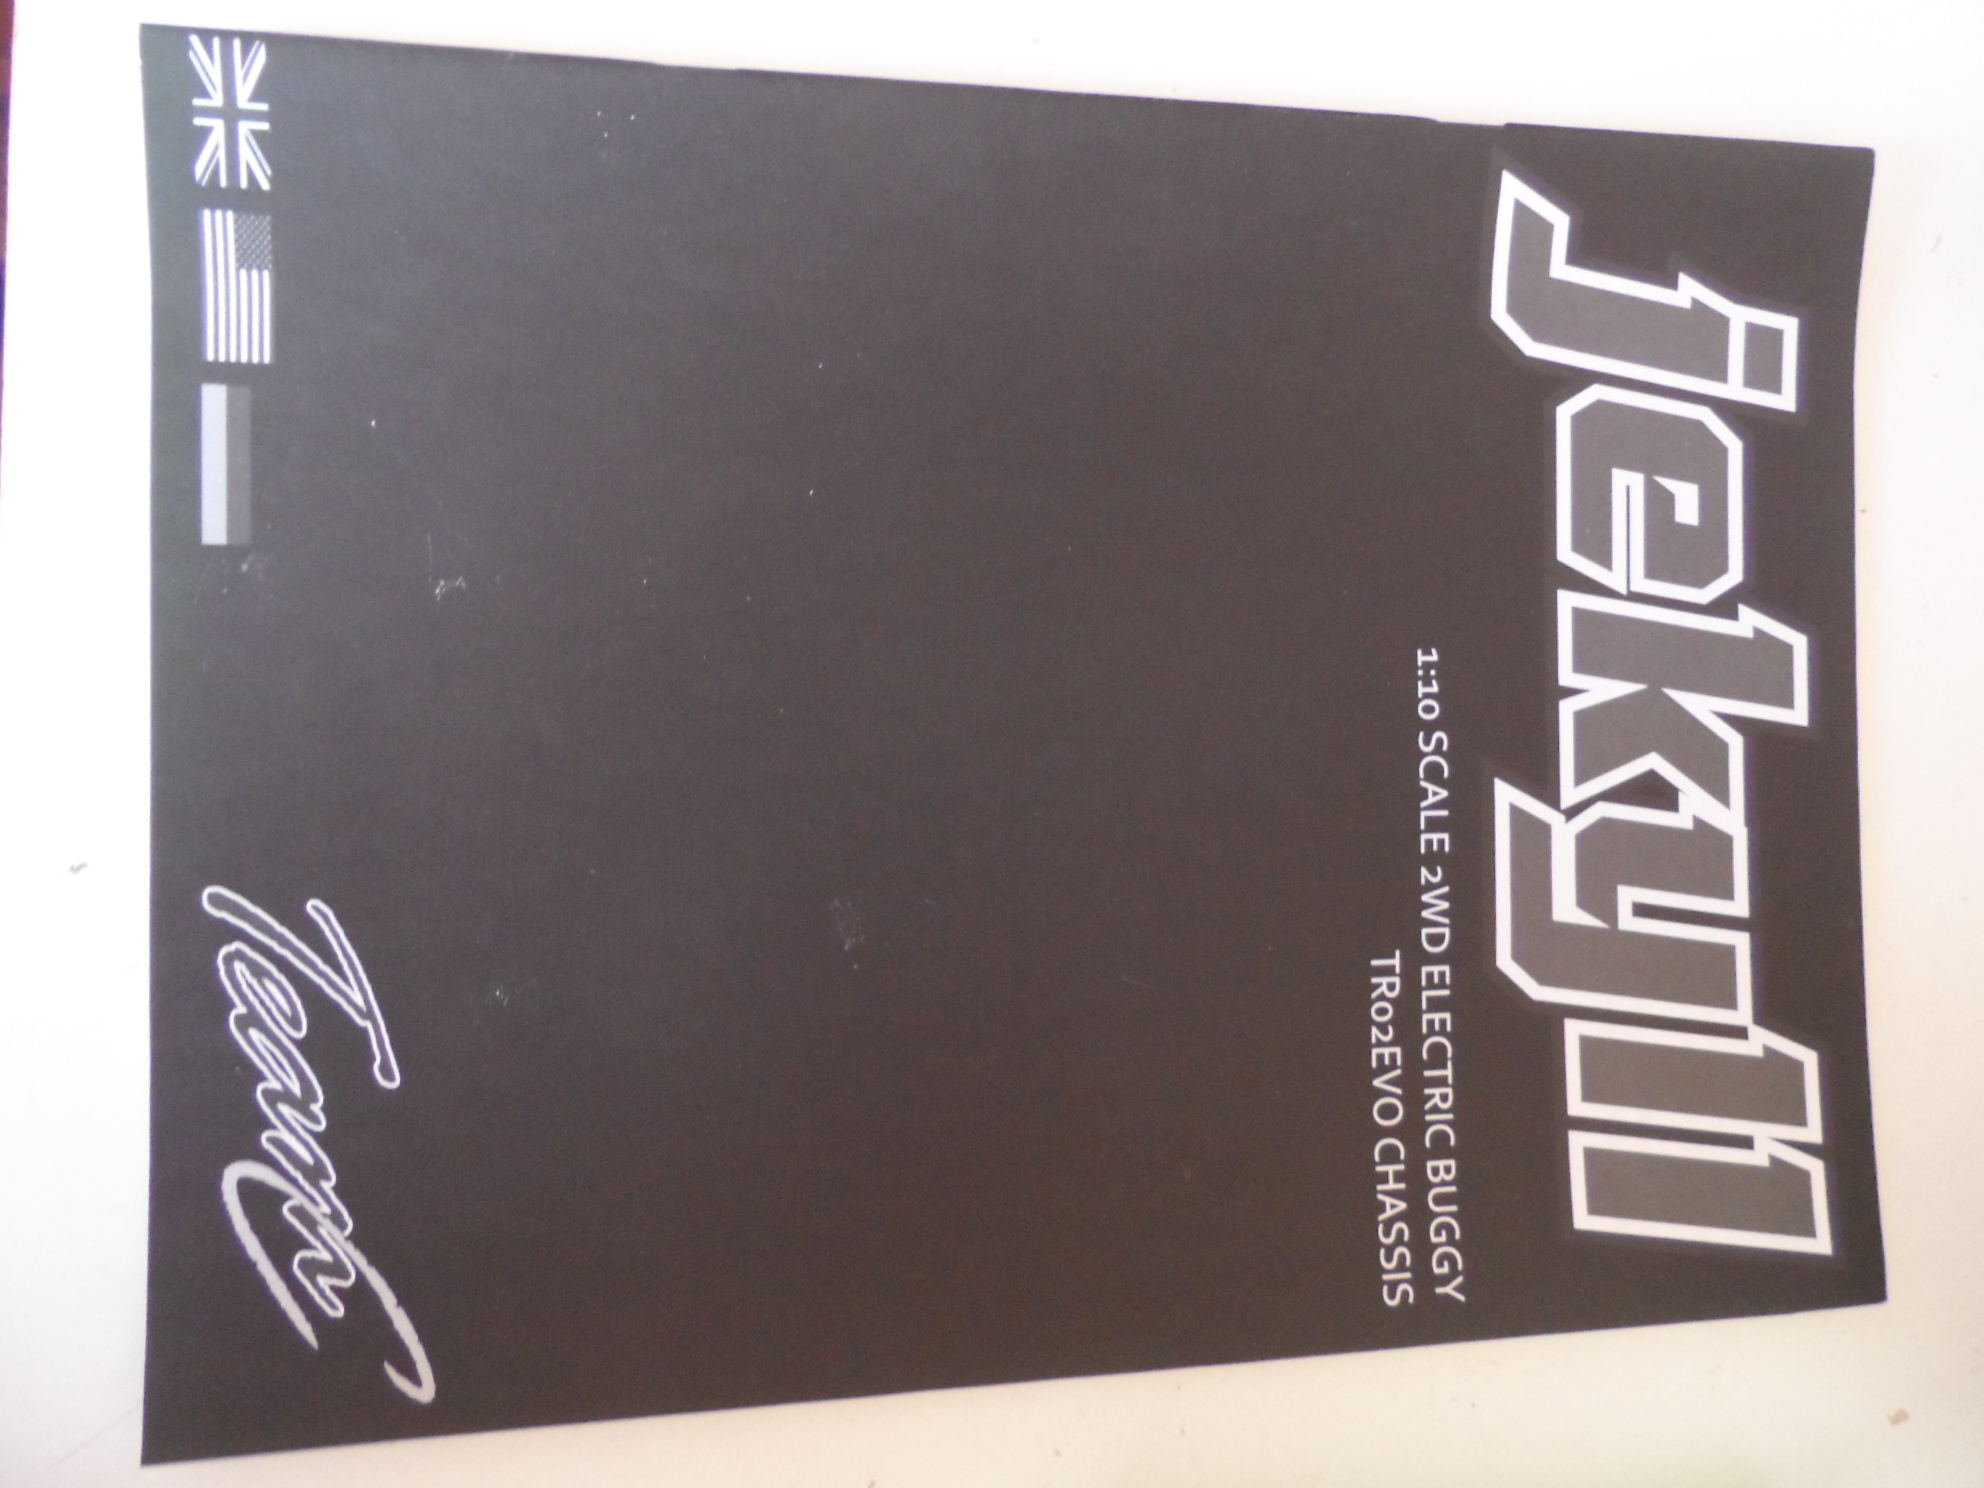 jekyll
1:10 SCALE 2WD ELECTRIC BUGGY
TR02EVO CHASSIS
Team C